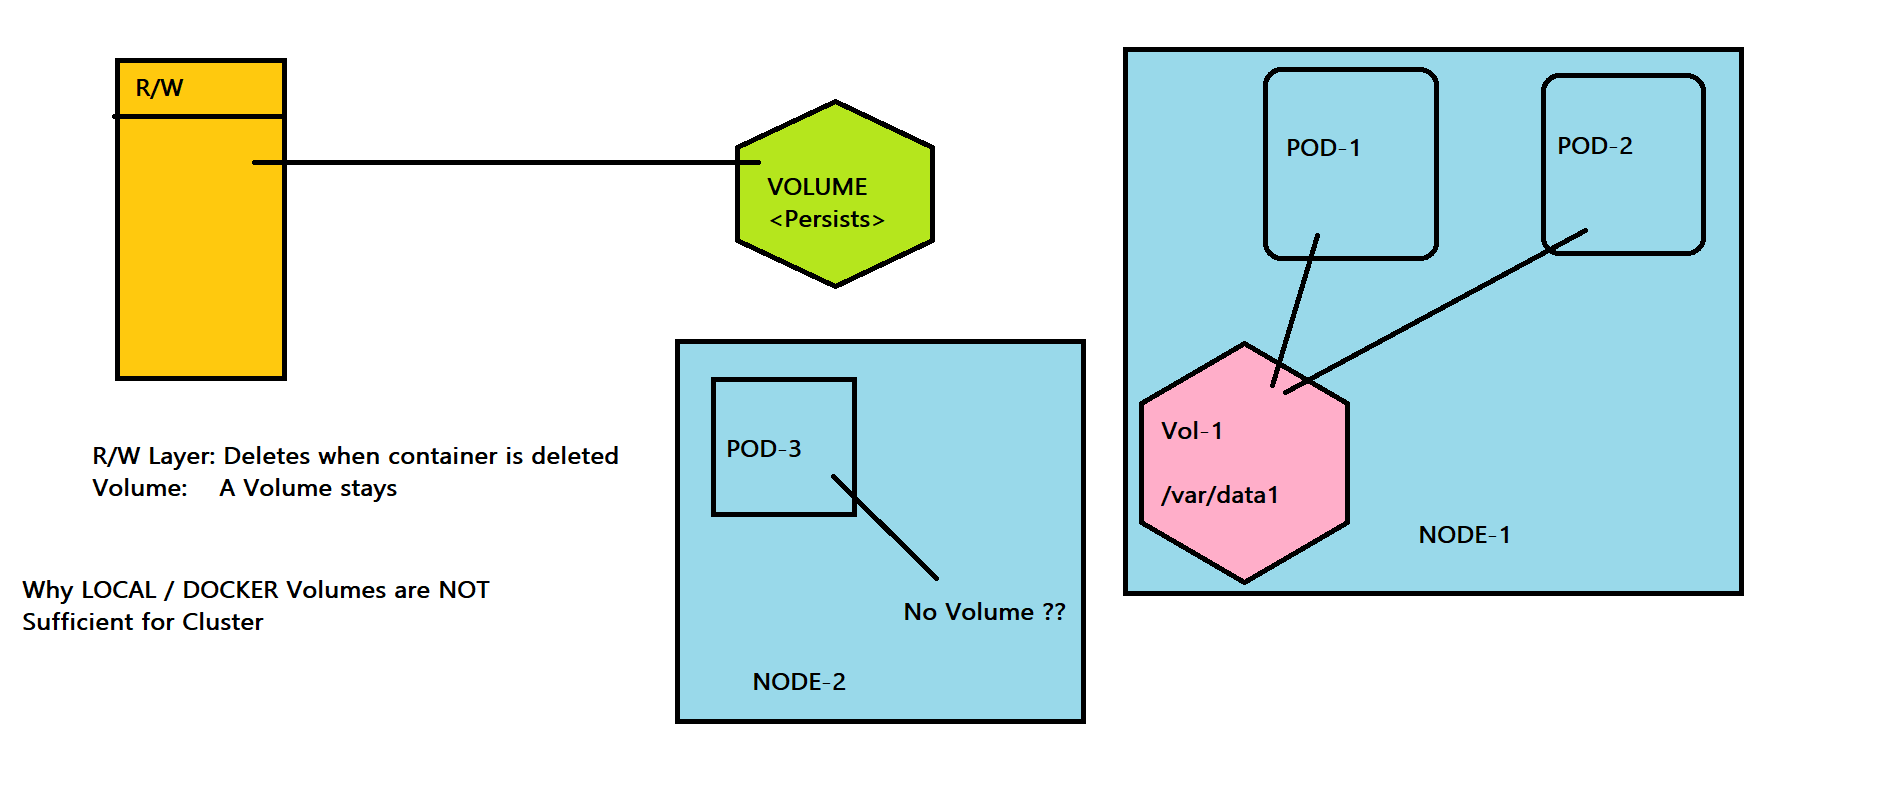 R/W
VOLUME
<Persists>
POD-1
POD-2
Vol-1
/var/data1
NODE-1
POD-3
No Volume ??
NODE-2
R/W Layer: Deletes when container is deleted
Volume: A Volume stays
Why LOCAL / DOCKER Volumes are NOT
Sufficient for Cluster